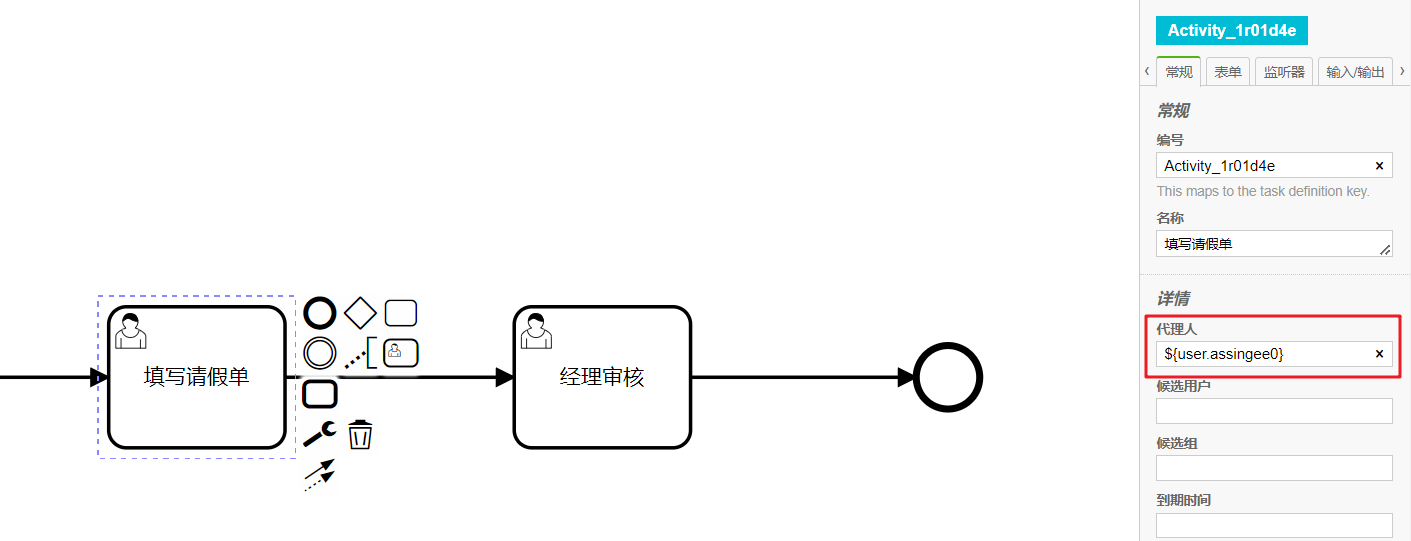 Activity_1r01d4e
‹ 常规 表单 监听器 输入/输出 ›
常规
编号
Activity_1r01d4e ×
This maps to the task definition key.
名称
填写请假单
详情
代理人
${user.assingee0} ×
候选用户
候选组
到期时间
填写请假单
经理审核